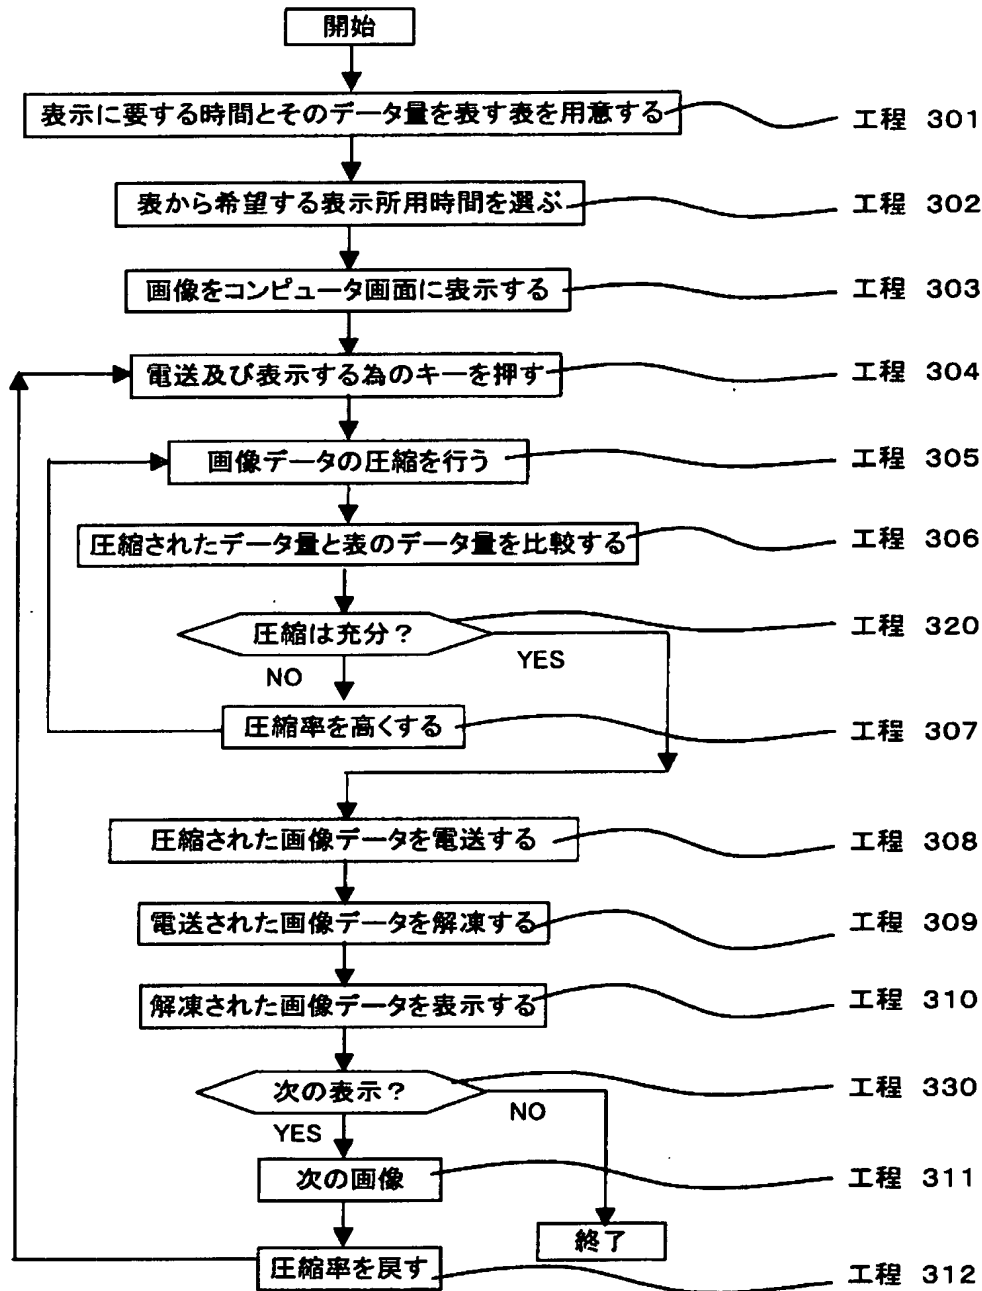 開始
表示に要する時間とそのデータ量を表す表を用意する
工程 301
表から希望する表示所用時間を選ぶ
工程 302
画像をコンピュータ画面に表示する
工程 303
電送及び表示する為のキーを押す
工程 304
画像データの圧縮を行う
工程 305
圧縮されたデータ量と表のデータ量を比較する
工程 306
圧縮は充分？
工程 320
YES
NO
圧縮率を高くする
工程 307
圧縮された画像データを電送する
工程 308
電送された画像データを解凍する
工程 309
解凍された画像データを表示する
工程 310
次の表示？
工程 330
NO
YES
次の画像
工程 311
終了
圧縮率を戻す
工程 312